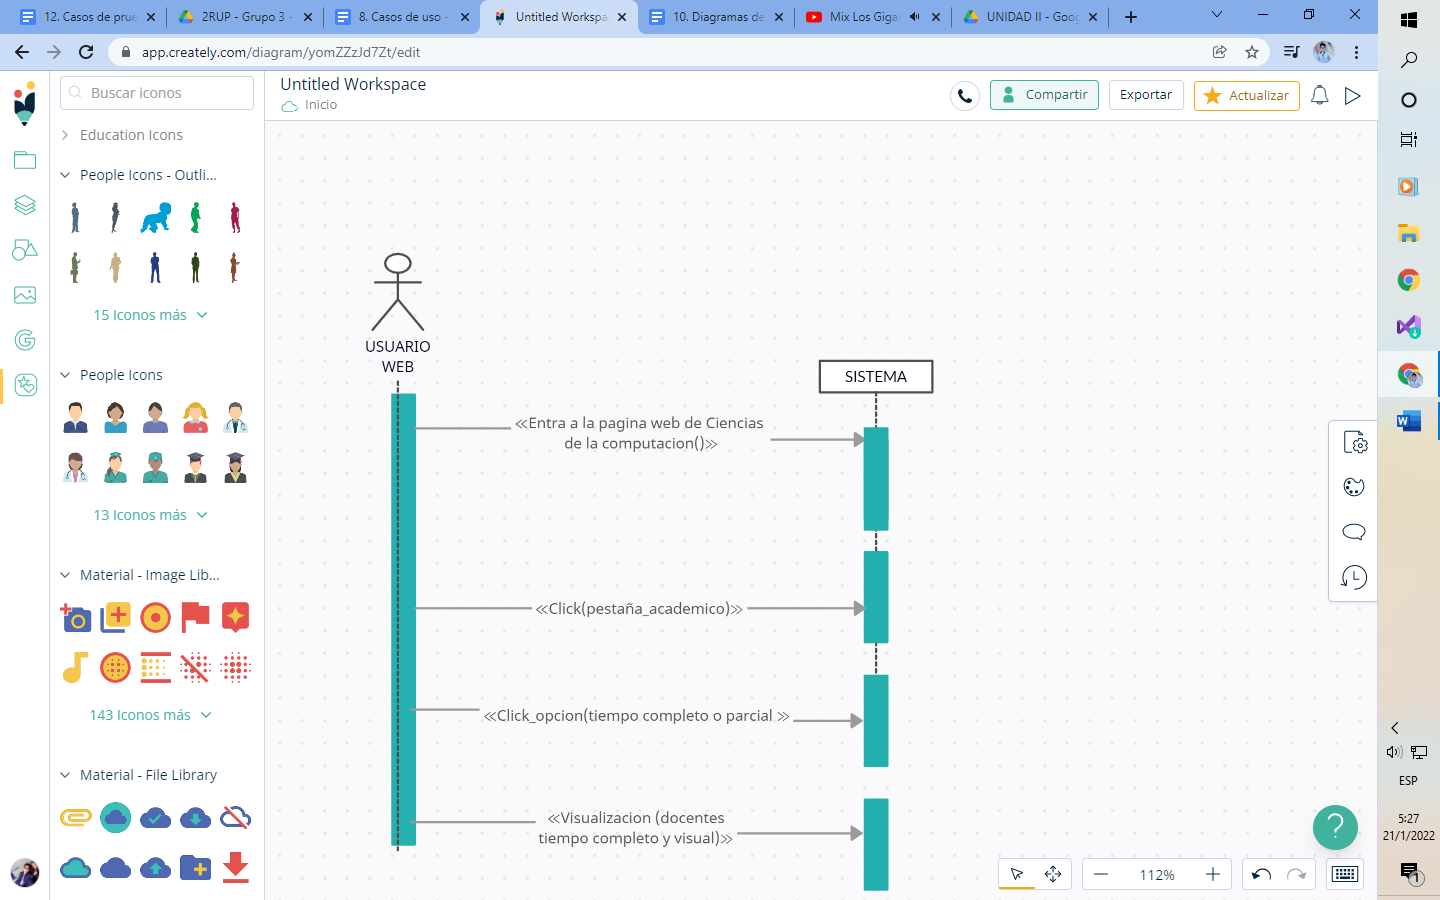 12. Casos de prue
2RUP - Grupo 3 -
8. Casos de uso -
Untitled Workspa
10. Diagramas de
Mix Los Giga
UNIDAD II - Goog
app.creately.com/diagram/yomZZzJd7Zt/edit
Buscar iconos
Untitled Workspace
Inicio
Compartir
Exportar
Actualizar
Education Icons
People Icons - Outli...
15 Iconos más
People Icons
13 Iconos más
Material - Image Lib...
143 Iconos más
Material - File Library
USUARIO
WEB
SISTEMA
≪Entra a la pagina web de Ciencias
de la computacion()≫
≪Click(pestaña_academico)≫
≪Click_opcion(tiempo completo o parcial ≫
≪Visualizacion (docentes
tiempo completo y visual)≫
112%
ESP
5:27
21/1/2022
1